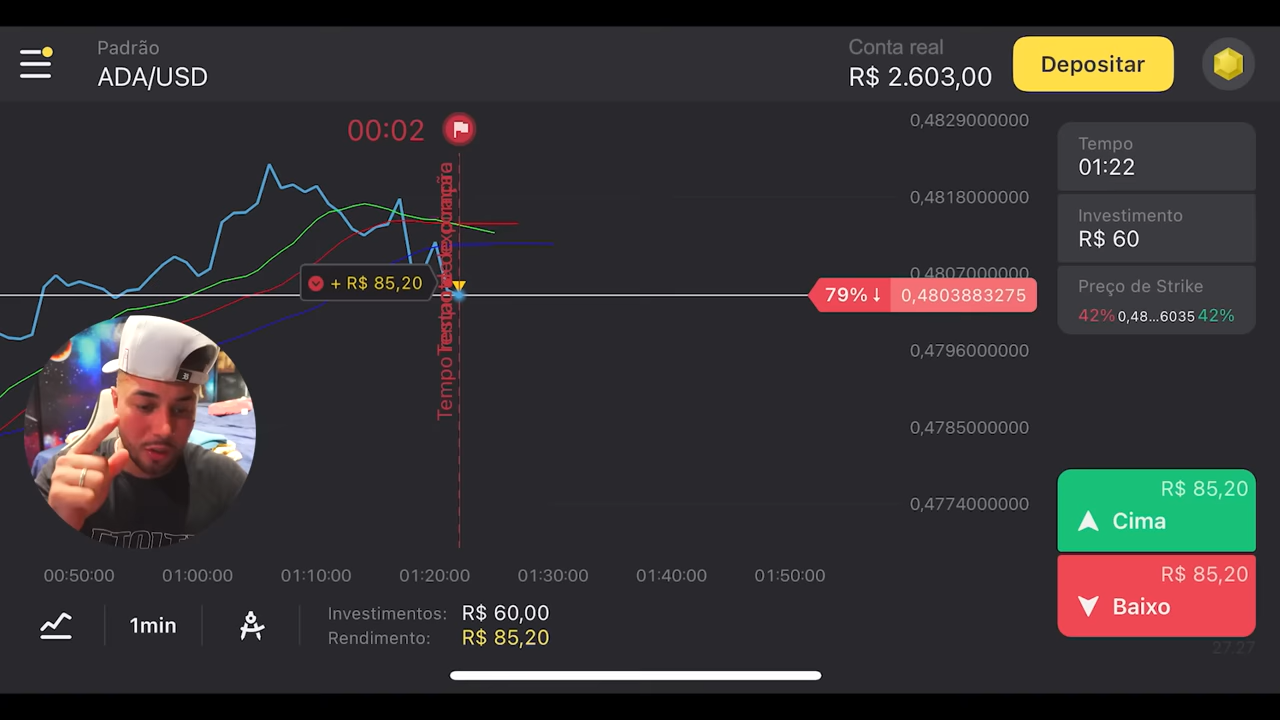 Padrão
ADA/USD
Conta real
R$ 2.603,00
Depositar
00:02
0,4829000000
0,4818000000
0,4807000000
0,4796000000
0,4785000000
0,4774000000
+ R$ 85,20
79%↓ 0,4803883275
Tempo
01:22
Investimento
R$ 60
Preço de Strike
42% 0,48...6035 42%
R$ 85,20
Cima
R$ 85,20
Baixo
27.27
00:50:00 01:00:00 01:10:00 01:20:00 01:30:00 01:40:00 01:50:00
1min
Investimentos: R$ 60,00
Rendimento: R$ 85,20